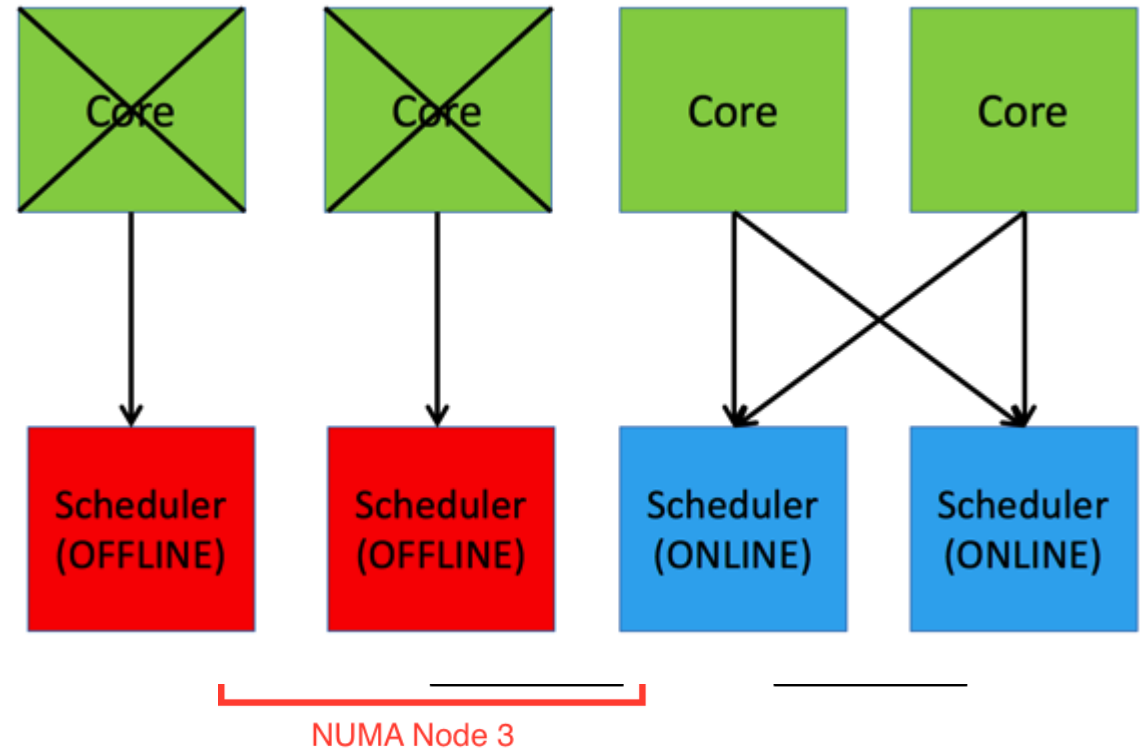 Core
Core
Core
Core
Scheduler
(OFFLINE)
Scheduler
(OFFLINE)
Scheduler
(ONLINE)
Scheduler
(ONLINE)
NUMA Node 3